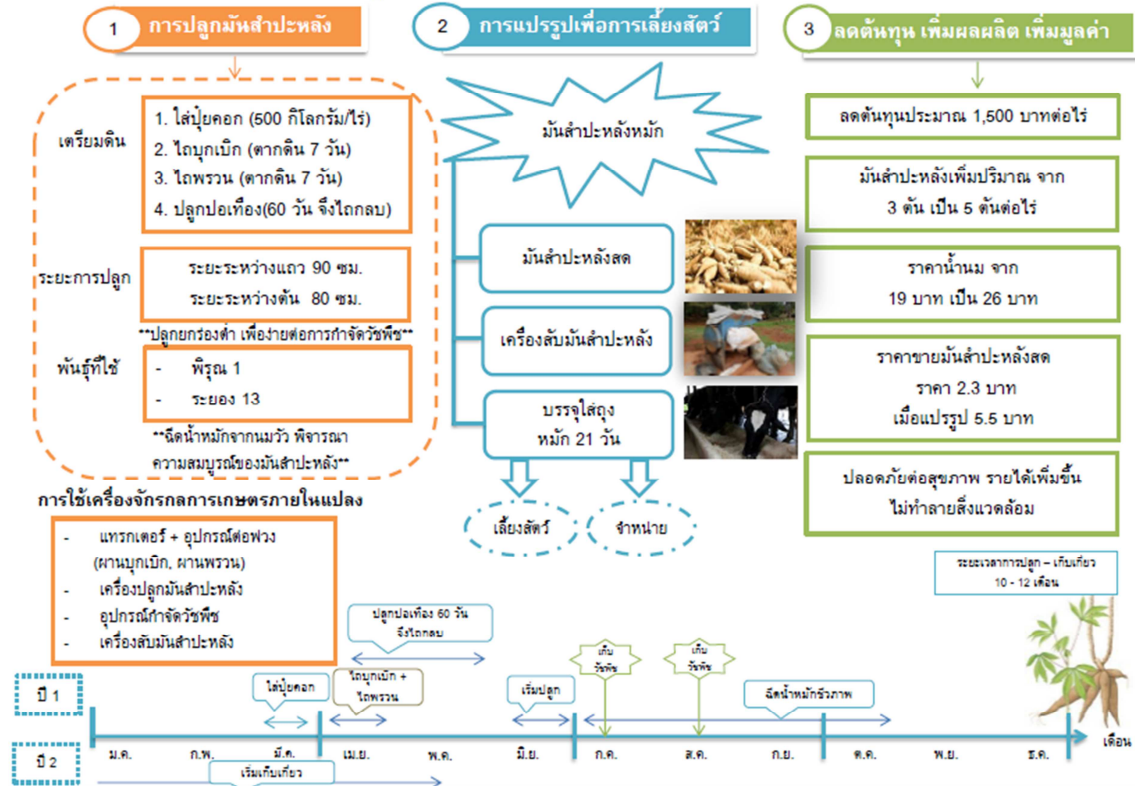 1 การปลูกมันสำปะหลัง
เตรียมดิน
1. ใส่ปุ๋ยคอก (500 กิโลกรัม/ไร่)
2. ไถบุกเบิก (ตากดิน 7 วัน)
3. ไถพรวน (ตากดิน 7 วัน)
4. ปลูกปอเทือง(60 วัน จึงไถกลบ)
ระยะการปลูก
ระยะระหว่างแถว 90 ซม.
ระยะระหว่างต้น 80 ซม.
**ปลูกยกร่องต่ำ เพื่อง่ายต่อการกำจัดวัชพืช**
พันธุ์ที่ใช้
- พิรุณ 1
- ระยอง 13
**ฉีดน้ำหมักจากนมวัว พิจารณา
ความสมบูรณ์ของมันสำปะหลัง**
การใช้เครื่องจักรกลการเกษตรภายในแปลง
- แทรกเตอร์ + อุปกรณ์ต่อพ่วง
(ผานบุกเบิก, ผานพรวน)
- เครื่องปลูกมันสำปะหลัง
- อุปกรณ์กำจัดวัชพืช
- เครื่องสับมันสำปะหลัง
2 การแปรรูปเพื่อการเลี้ยงสัตว์
มันสำปะหลังหมัก
มันสำปะหลังสด
เครื่องสับมันสำปะหลัง
บรรจุใส่ถุง
หมัก 21 วัน
เลี้ยงสัตว์
จำหน่าย
3 ลดต้นทุน เพิ่มผลผลิต เพิ่มมูลค่า
ลดต้นทุนประมาณ 1,500 บาทต่อไร่
มันสำปะหลังเพิ่มปริมาณ จาก
3 ตัน เป็น 5 ตันต่อไร่
ราคาน้ำนม จาก
19 บาท เป็น 26 บาท
ราคาขายมันสำปะหลังสด
ราคา 2.3 บาท
เมื่อแปรรูป 5.5 บาท
ปลอดภัยต่อสุขภาพ รายได้เพิ่มขึ้น
ไม่ทำลายสิ่งแวดล้อม
ระยะเวลาการปลูก – เก็บเกี่ยว
10 - 12 เดือน
ปลูกปอเทือง 60 วัน
จึงไถกลบ
ใส่ปุ๋ยคอก
ไถบุกเบิก +
ไถพรวน
เริ่มปลูก
เก็บ
วัชพืช
เก็บ
วัชพืช
ฉีดน้ำหมักชีวภาพ
ปี 1
ม.ค. ก.พ. มี.ค. เม.ย. พ.ค. มิ.ย. ก.ค. ส.ค. ก.ย. ต.ค. พ.ย. ธ.ค. เดือน
ปี 2
เริ่มเก็บเกี่ยว